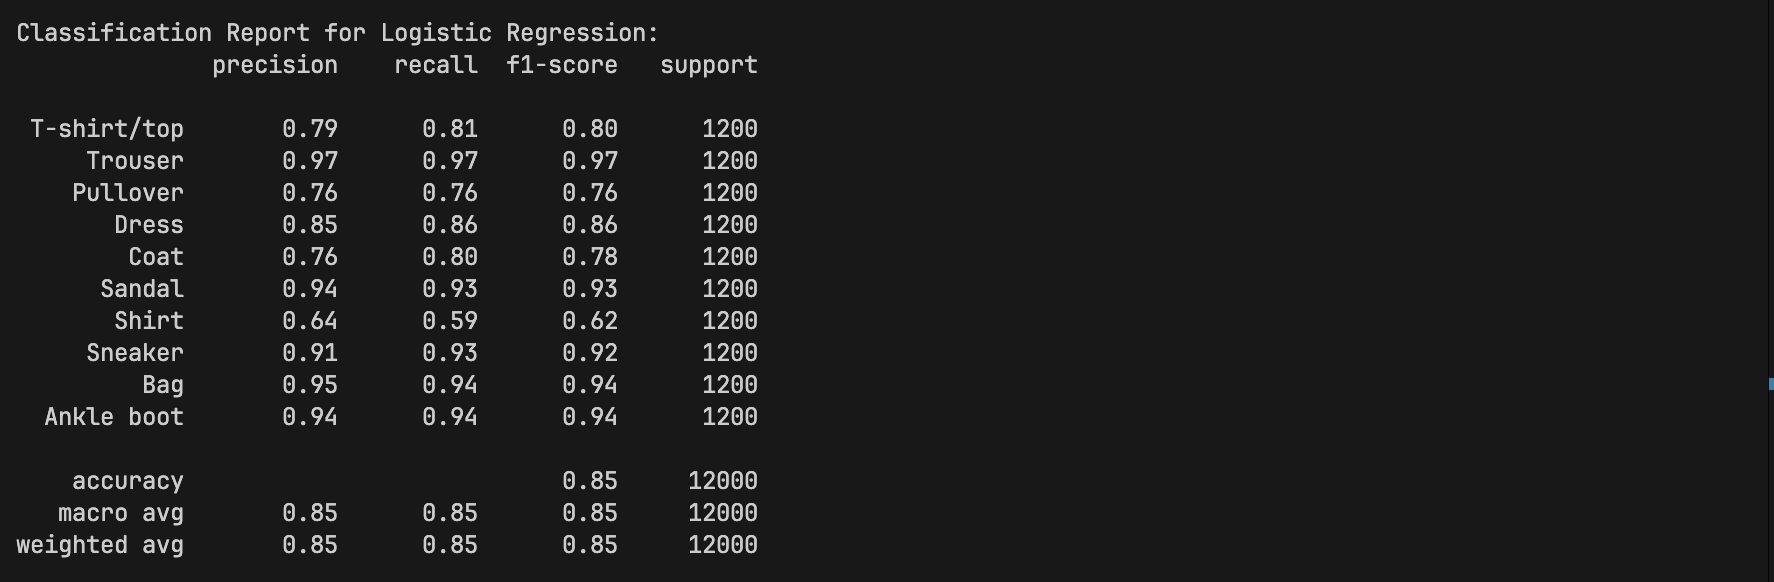 Classification Report for Logistic Regression:
precision recall f1-score support
T-shirt/top 0.79 0.81 0.80 1200
Trouser 0.97 0.97 0.97 1200
Pullover 0.76 0.76 0.76 1200
Dress 0.85 0.86 0.86 1200
Coat 0.76 0.80 0.78 1200
Sandal 0.94 0.93 0.93 1200
Shirt 0.64 0.59 0.62 1200
Sneaker 0.91 0.93 0.92 1200
Bag 0.95 0.94 0.94 1200
Ankle boot 0.94 0.94 0.94 1200
accuracy 0.85 12000
macro avg 0.85 0.85 0.85 12000
weighted avg 0.85 0.85 0.85 12000